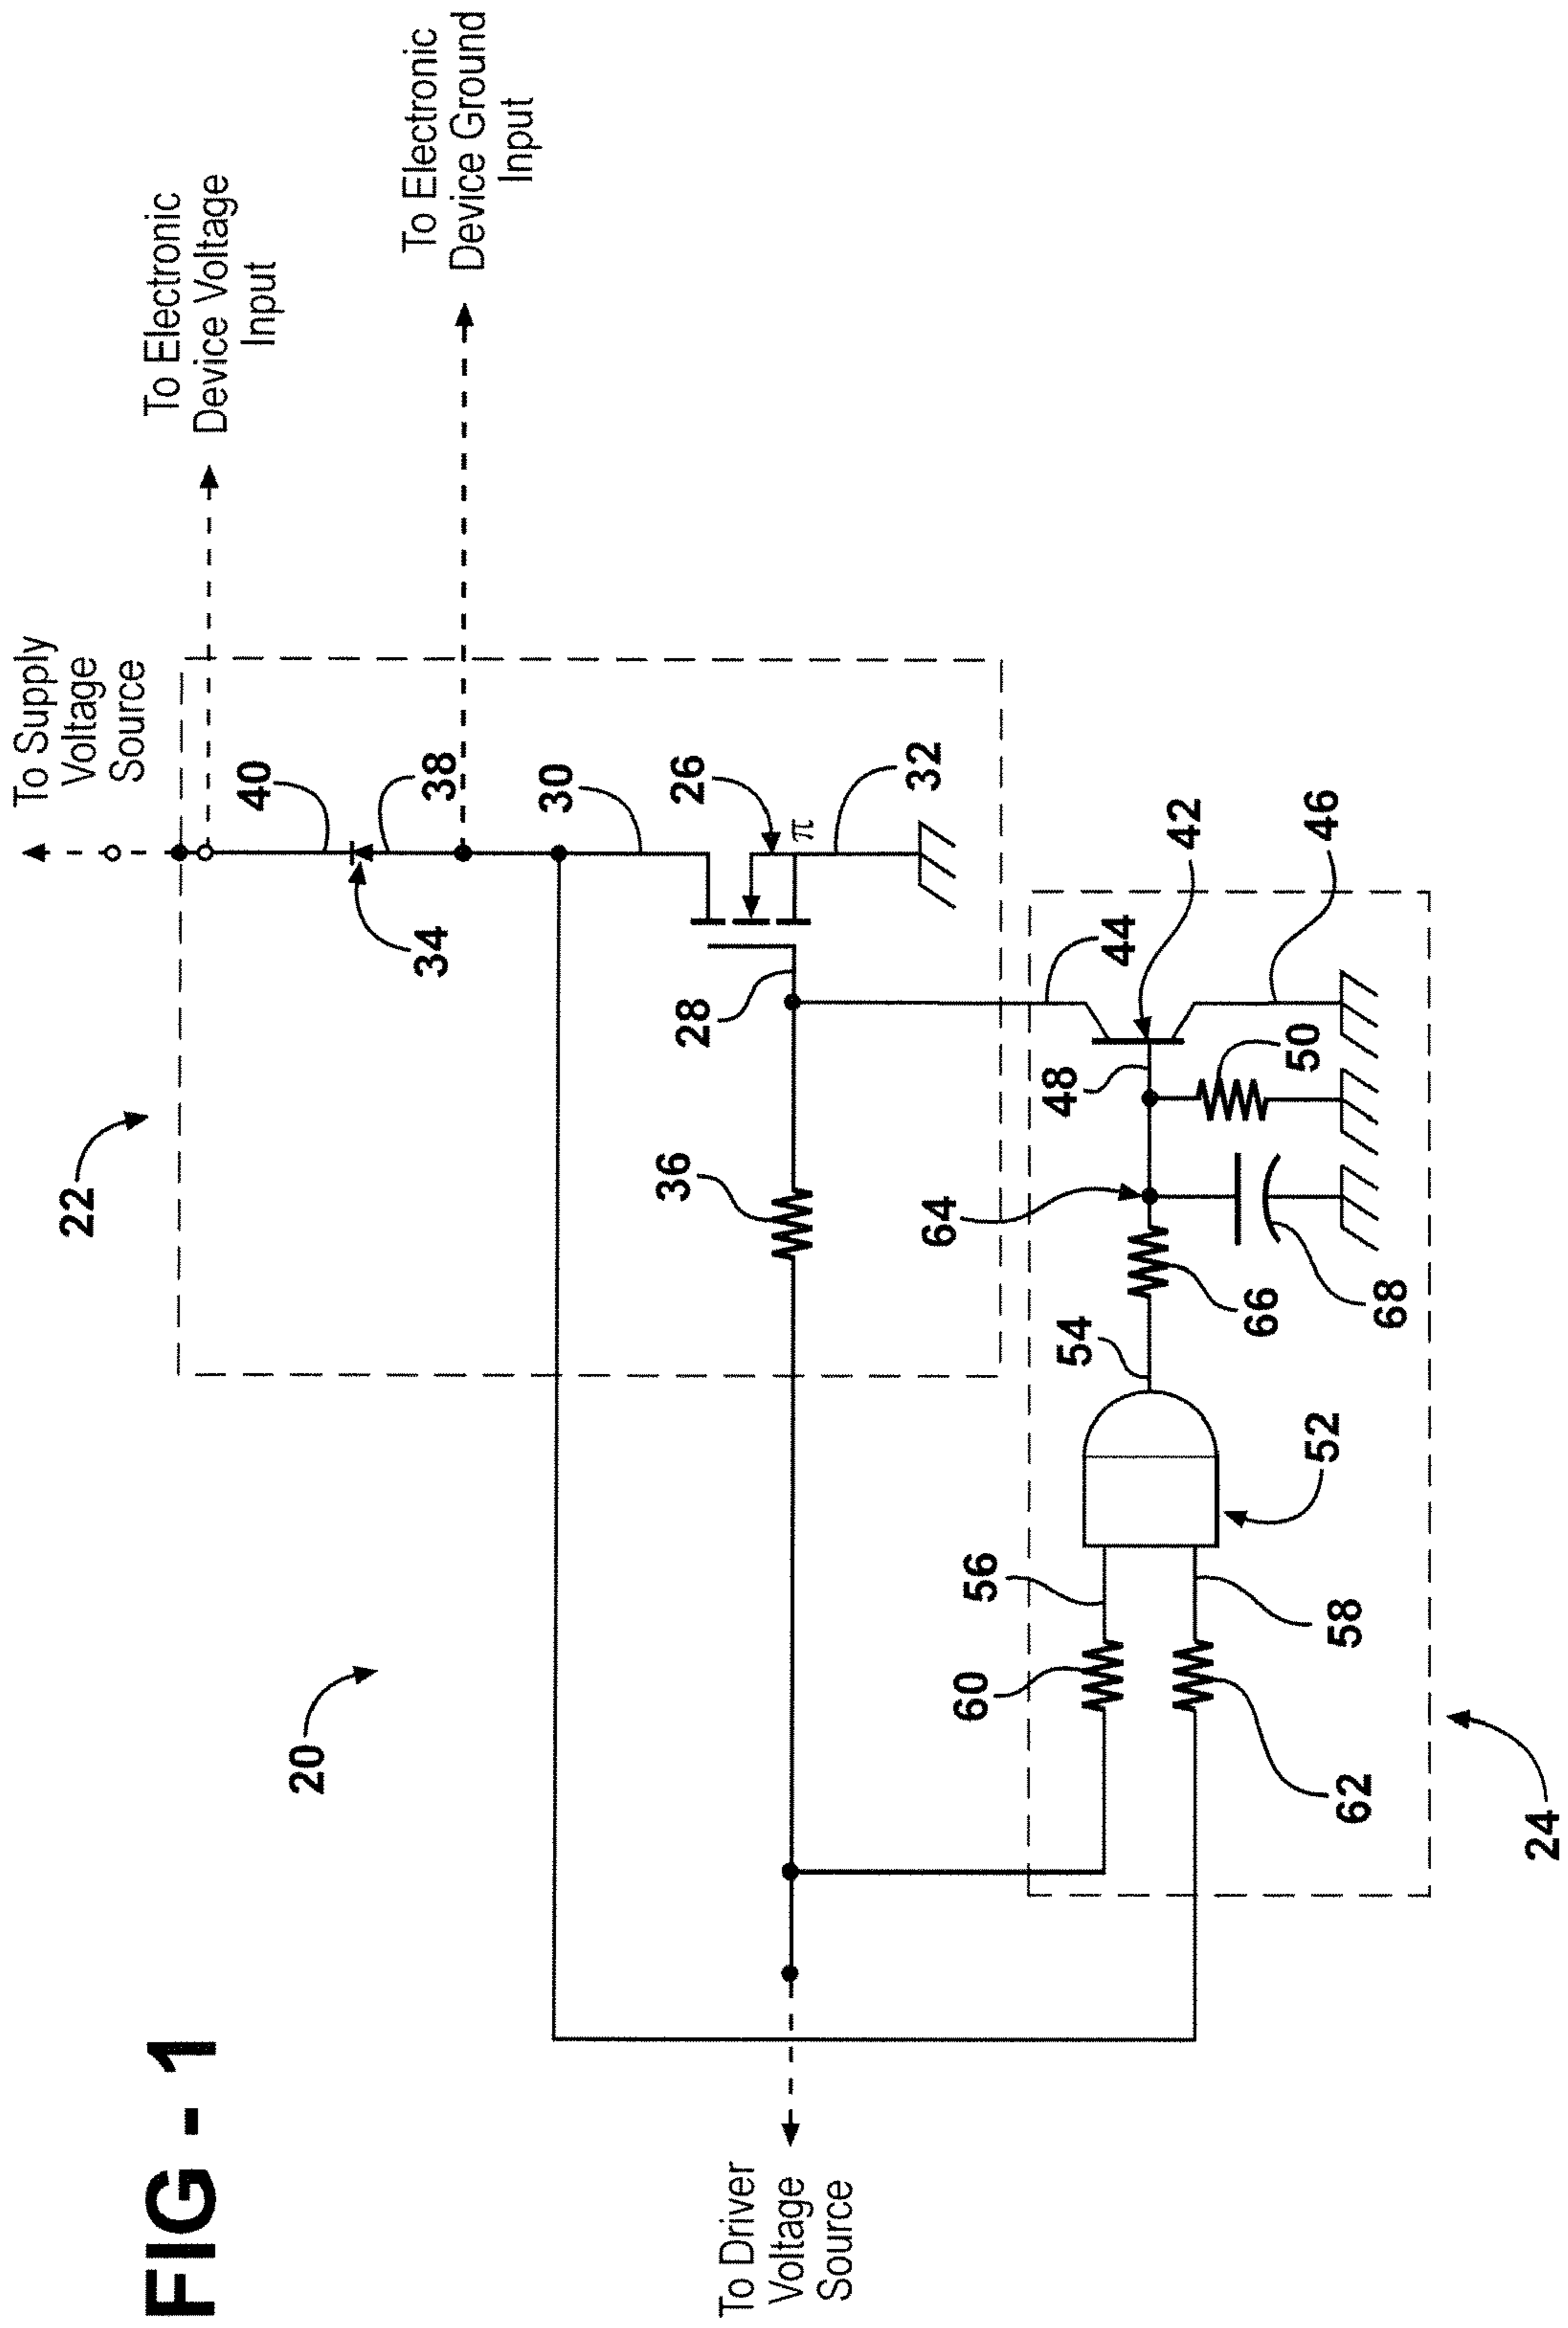 FIG - 1
To Supply
Voltage
Source
To Electronic
Device Voltage
Input
To Electronic
Device Ground
Input
To Driver
Voltage
Source
20
22
40
34
38
30
26
π
32
28
36
44
42
46
48
50
64
66
68
54
52
56
58
60
62
24